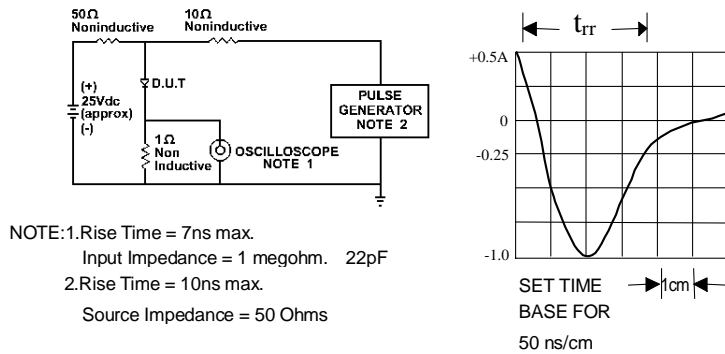 50Ω
Noninductive
10Ω
Noninductive
(+)
25Vdc
(approx)
(-)
D.U.T
PULSE
GENERATOR
NOTE 2
1Ω
Non
Inductive
OSCILLOSCOPE
NOTE 1
NOTE:1.Rise Time = 7ns max.
Input Impedance = 1 megohm. 22pF
2.Rise Time = 10ns max.
Source Impedance = 50 Ohms
trr
+0.5A
0
-0.25
-1.0
SET TIME
BASE FOR
50 ns/cm
1cm